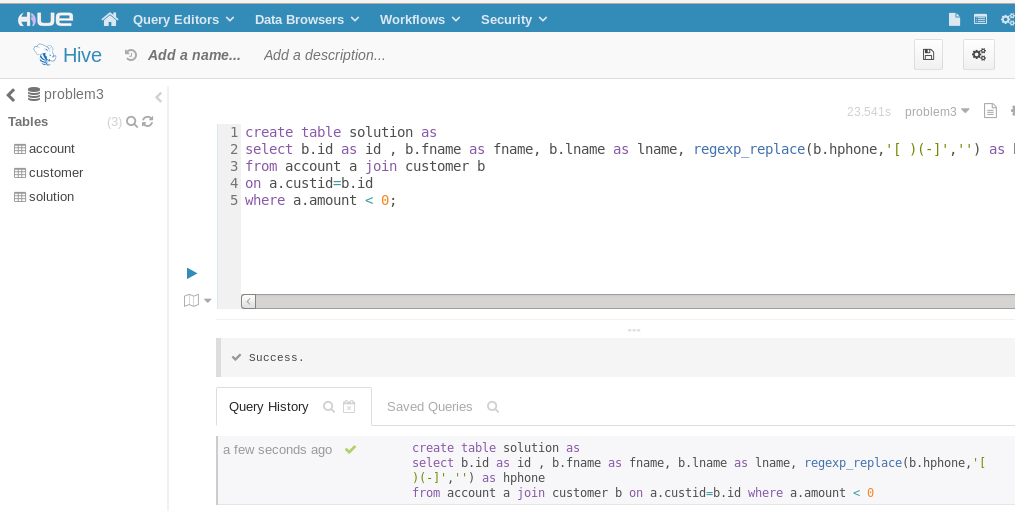 HUE Query Editors Data Browsers Workflows Security
Hive Add a name... Add a description...
problem3
Tables (3)
account
customer
solution
23.541s problem3
1 create table solution as
2 select b.id as id , b.fname as fname, b.lname as lname, regexp_replace(b.hphone,'[ )(-]','') as
3 from account a join customer b
4 on a.custid=b.id
5 where a.amount < 0;
Success.
Query History Saved Queries
a few seconds ago
create table solution as
select b.id as id , b.fname as fname, b.lname as lname, regexp_replace(b.hphone,'[
)(-]','') as hphone
from account a join customer b on a.custid=b.id where a.amount < 0